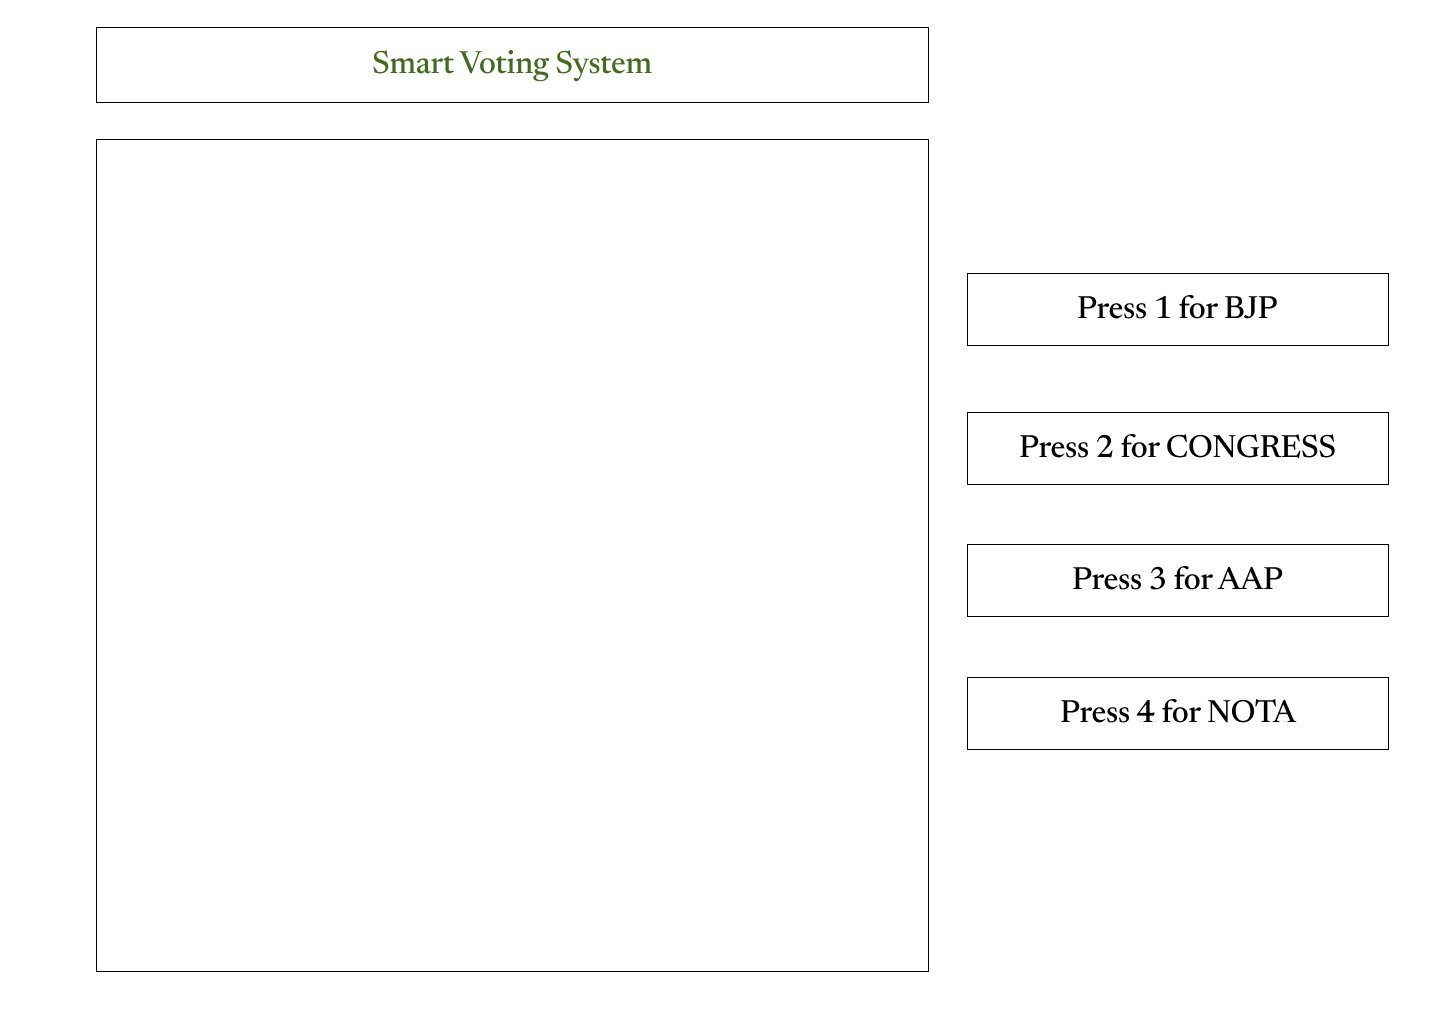 Smart Voting System
Press 1 for BJP
Press 2 for CONGRESS
Press 3 for AAP
Press 4 for NOTA